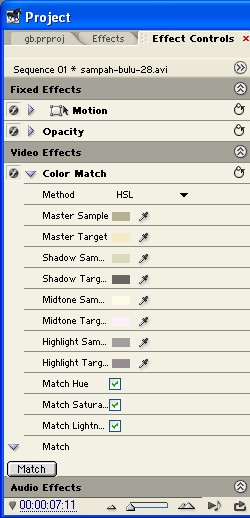 Project
gb.prproj Effects Effect Controls
Sequence 01 * sampah-bulu-28.avi
Fixed Effects
Motion
Opacity
Video Effects
Color Match
Method HSL
Master Sample
Master Target
Shadow Sam...
Shadow Targ...
Midtone Sam...
Midtone Targ...
Highlight Sam...
Highlight Targ...
Match Hue
Match Satura...
Match Lightn...
Match
Match
Audio Effects
00:00:07:11